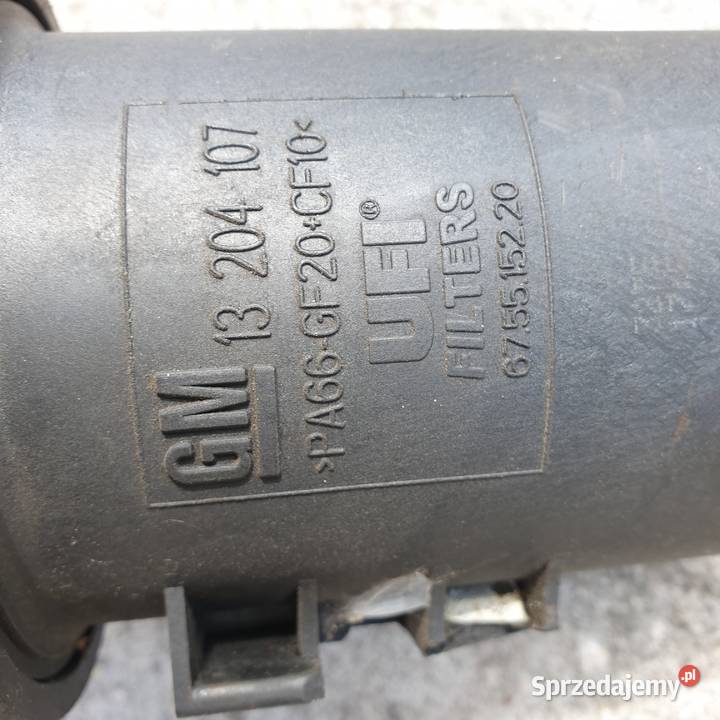 GM 13 204 107
>PA66-GF20+CF10<
UFI®
FILTERS
67.55.152.20
Sprzedajemy.pl